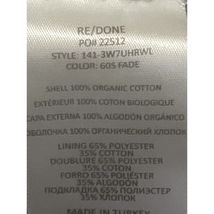 RE/DONE
PO# 22512
STYLE: 141-3W7UHRWL
COLOR: 60S FADE
SHELL 100% ORGANIC COTTON
EXTÉRIEUR 100% COTON BIOLOGIQUE
CAPA EXTERNA 100% ALGODÓN ORGÁNICO
ОБОЛОЧКА 100% ОРГАНИЧЕСКИЙ ХЛОПОК
LINING 65% POLYESTER
35% COTTON
DOUBLURE 65% POLYESTER
35% COTON
FORRO 65% POLIÉSTER
35% ALGODÓN
ПОДКЛАДКА 65% ПОЛИЭСТЕР
35% ХЛОПОК
MADE IN TURKEY